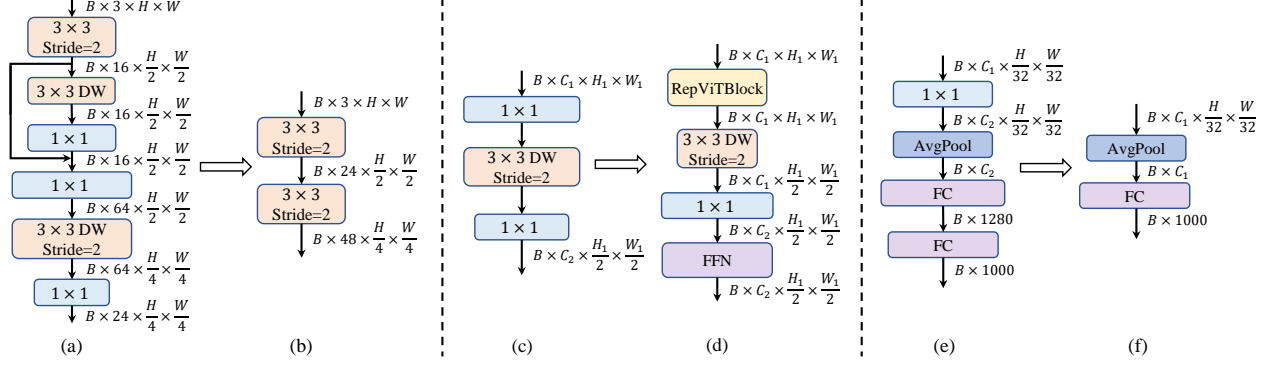 B × 3 × H × W
3 × 3
Stride=2
B × 16 × H/2 × W/2
3 × 3 DW
B × 16 × H/2 × W/2
1 × 1
B × 16 × H/2 × W/2
1 × 1
B × 64 × H/2 × W/2
3 × 3 DW
Stride=2
B × 64 × H/4 × W/4
1 × 1
B × 24 × H/4 × W/4
(a)
B × 3 × H × W
3 × 3
Stride=2
B × 24 × H/2 × W/2
3 × 3
Stride=2
B × 48 × H/4 × W/4
(b)
B × C₁ × H₁ × W₁
1 × 1
3 × 3 DW
Stride=2
1 × 1
B × C₂ × H₁/2 × W₁/2
(c)
B × C₁ × H₁ × W₁
RepViTBlock
B × C₁ × H₁ × W₁
3 × 3 DW
Stride=2
B × C₁ × H₁/2 × W₁/2
1 × 1
B × C₂ × H₁/2 × W₁/2
FFN
B × C₂ × H₁/2 × W₁/2
(d)
B × C₁ × H/32 × W/32
1 × 1
B × C₂ × H/32 × W/32
AvgPool
B × C₂
FC
B × 1280
FC
B × 1000
(e)
B × C₁ × H/32 × W/32
AvgPool
B × C₁
FC
B × 1000
(f)